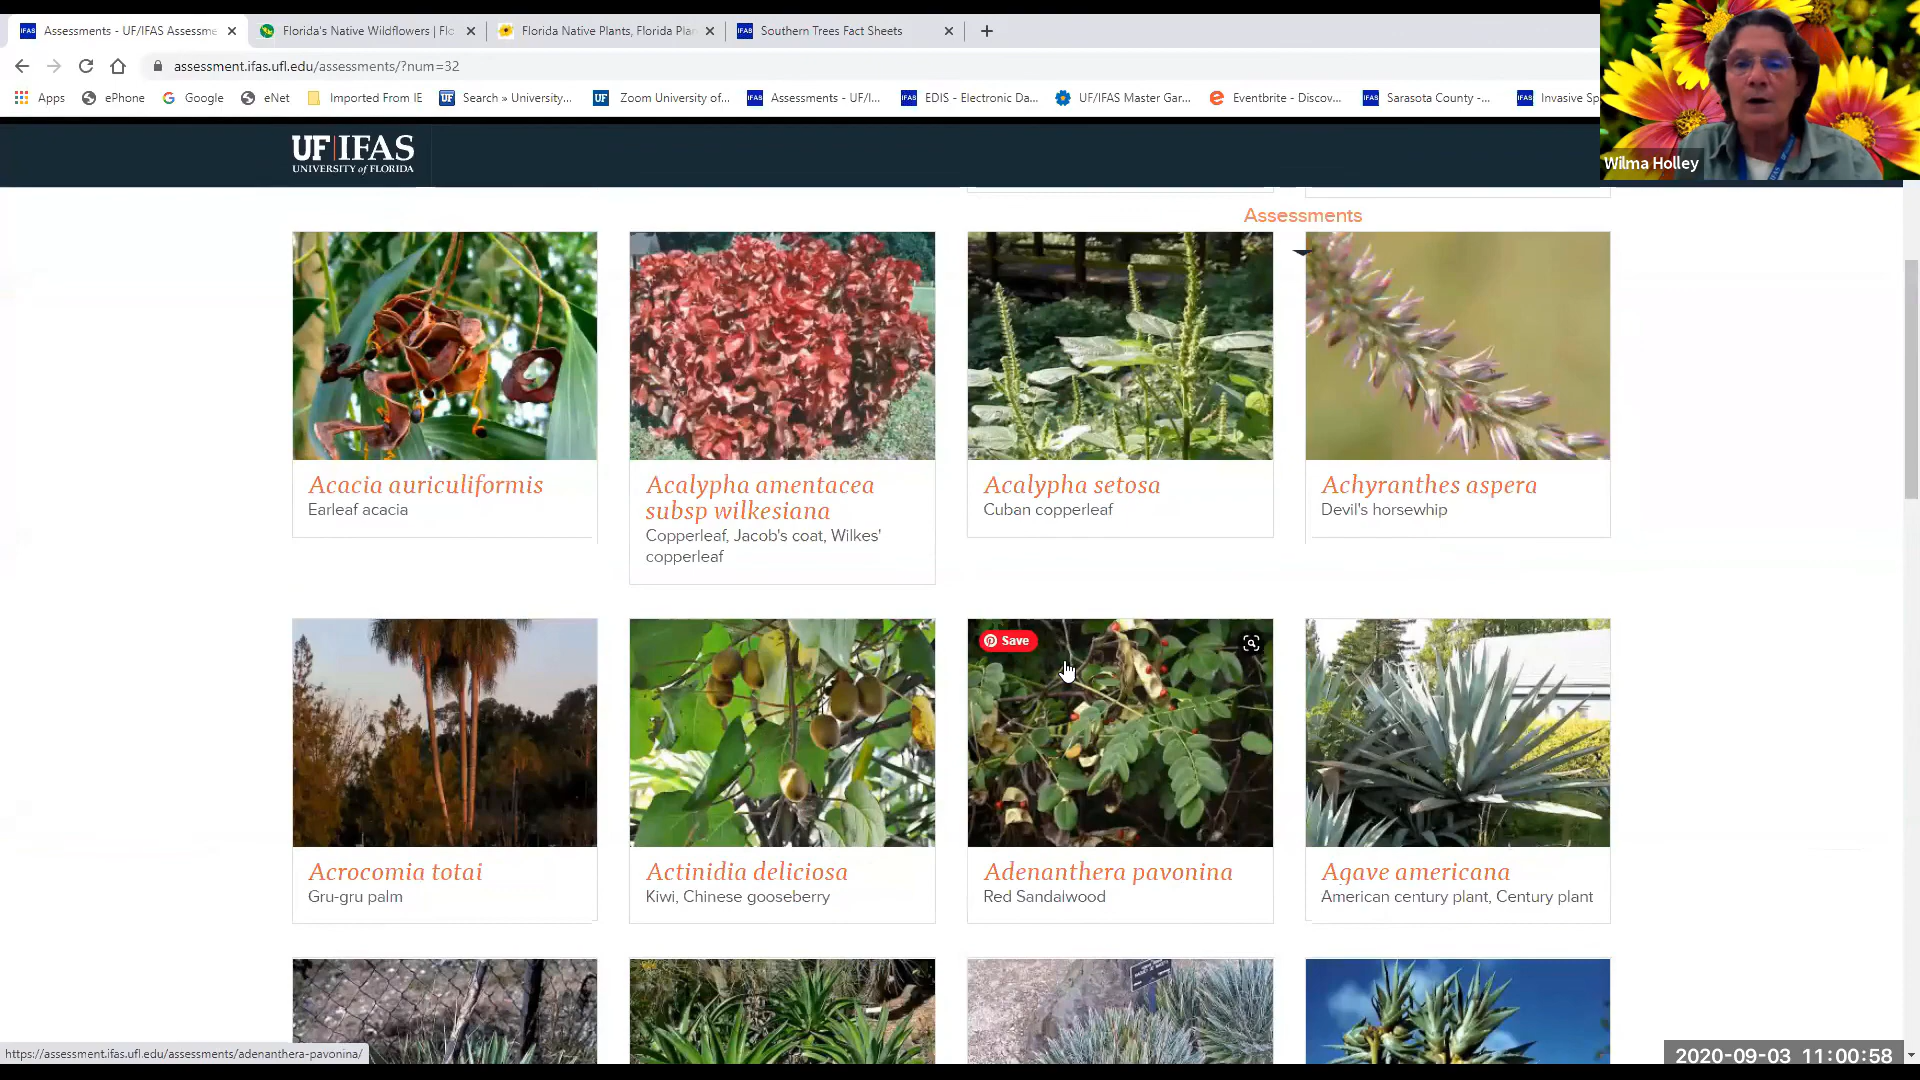 Assessments - UF/IFAS Assessme
Florida's Native Wildflowers | Flo
Florida Native Plants, Florida Plan
Southern Trees Fact Sheets
assessment.ifas.ufl.edu/assessments/?num=32
Apps
ePhone
Google
eNet
Imported From IE
Search » University...
Zoom University of...
Assessments - UF/I...
EDIS - Electronic Da...
UF/IFAS Master Gar...
Eventbrite - Discov...
Sarasota County -...
Invasive Sp
Wilma Holley
UF|IFAS
UNIVERSITY of FLORIDA
Assessments
Acacia auriculiformis
Earleaf acacia
Acalypha amentacea
subsp wilkesiana
Copperleaf, Jacob's coat, Wilkes'
copperleaf
Acalypha setosa
Cuban copperleaf
Achyranthes aspera
Devil's horsewhip
Save
Acrocomia totai
Gru-gru palm
Actinidia deliciosa
Kiwi, Chinese gooseberry
Adenanthera pavonina
Red Sandalwood
Agave americana
American century plant, Century plant
https://assessment.ifas.ufl.edu/assessments/adenanthera-pavonina/
2020-09-03 11:00:58